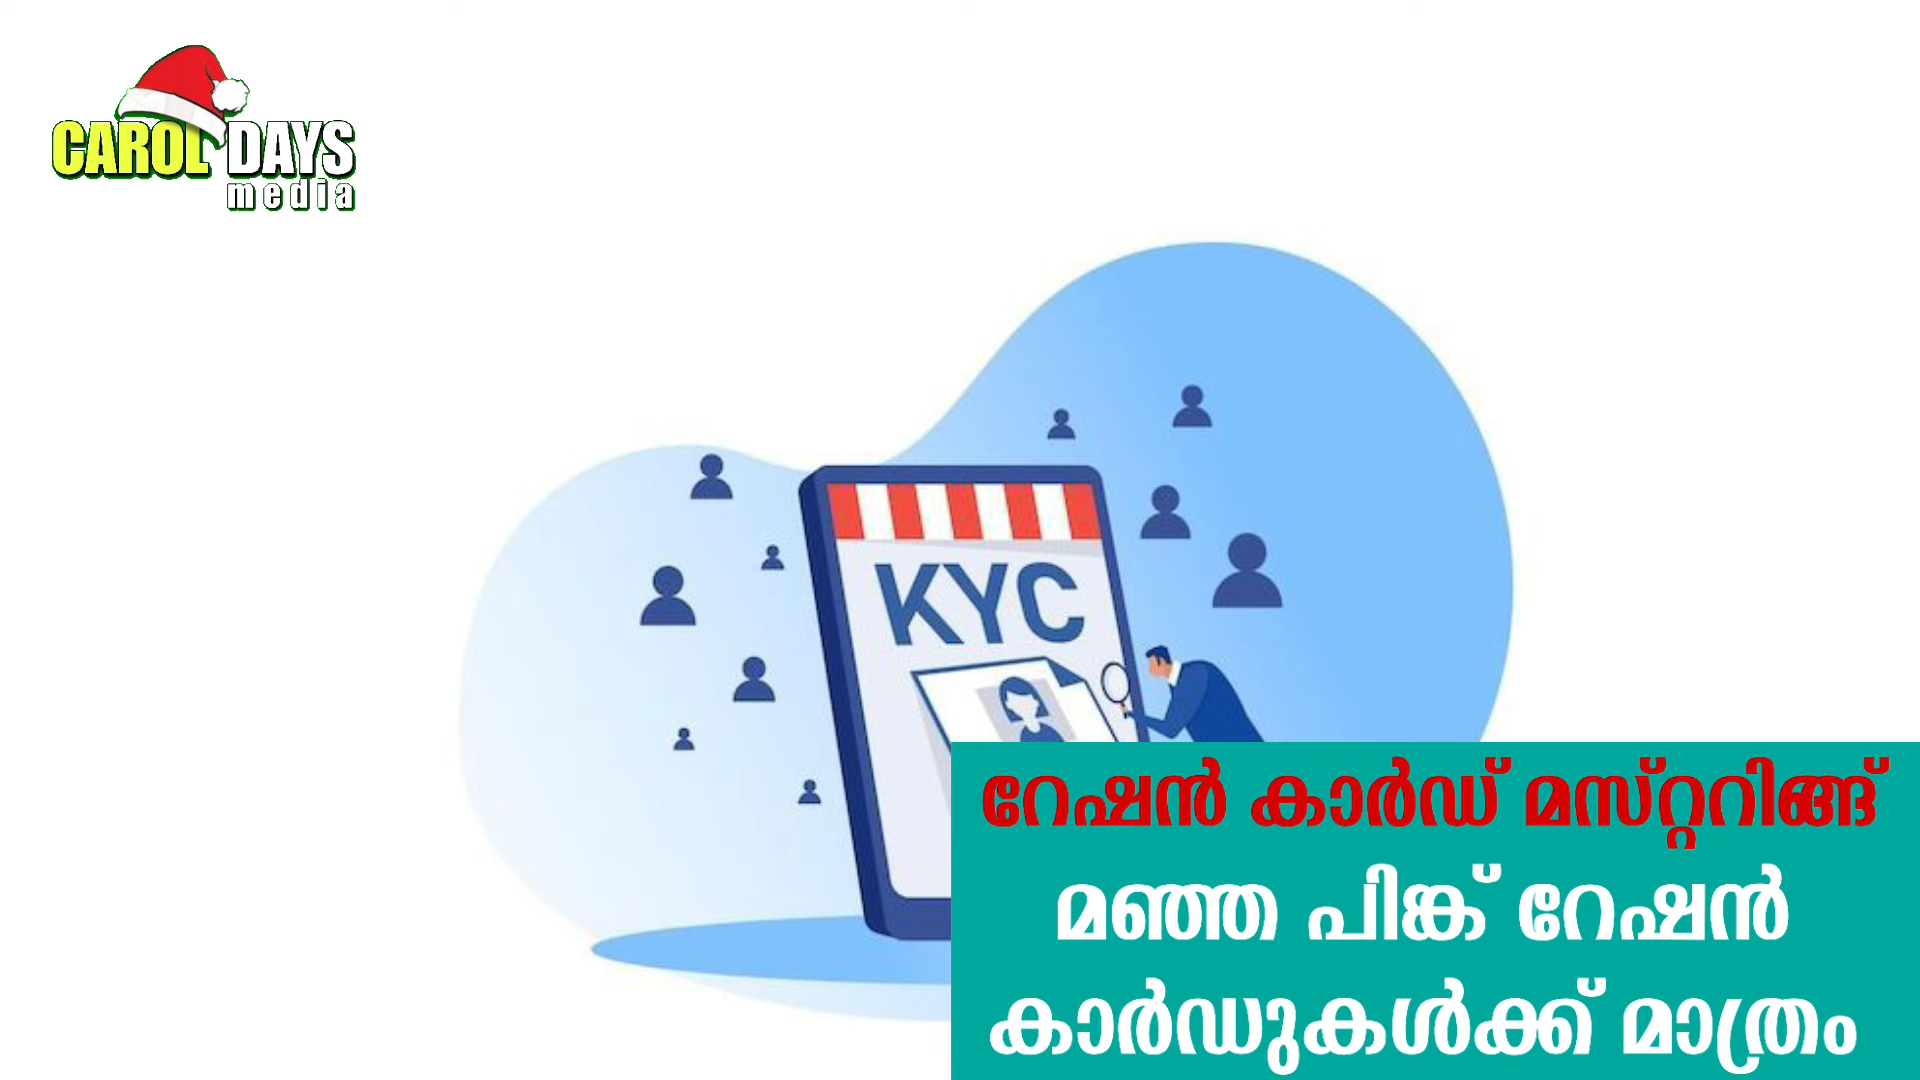 CAROL DAYS
media
KYC
റേഷൻ കാർഡ് മസ്റ്ററിങ്ങ്
മഞ്ഞ പിങ്ക് റേഷൻ
കാർഡുകൾക്ക് മാത്രം